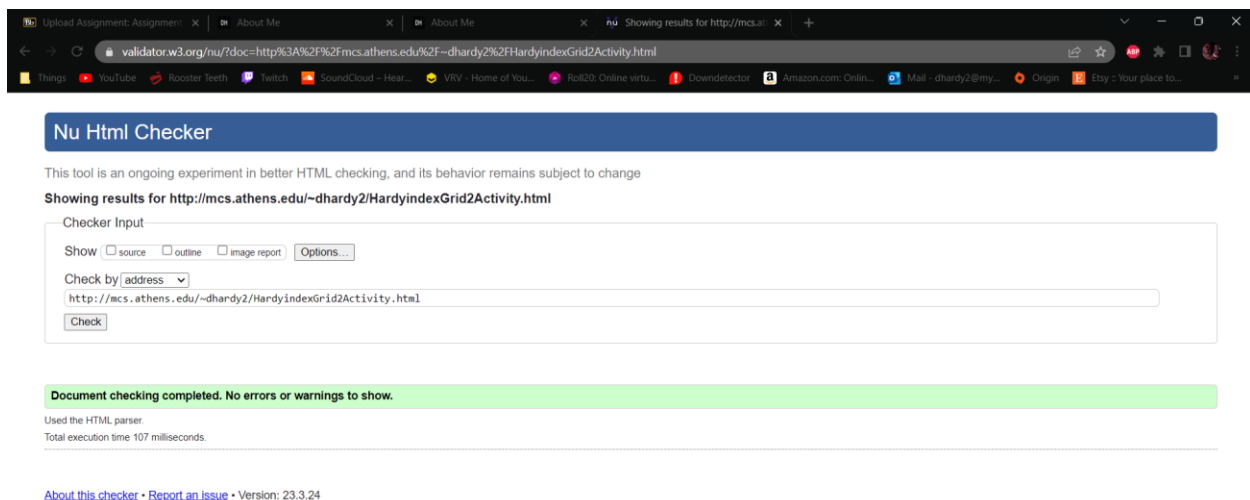 Bb Upload Assignment: Assignment × DH About Me × DH About Me × nu Showing results for http://mcs.at × +
validator.w3.org/nu/?doc=http%3A%2F%2Fmcs.athens.edu%2F~dhardy2%2FHardyindexGrid2Activity.html ABP
Things YouTube Rooster Teeth Twitch SoundCloud – Hear... VRV - Home of You... Roll20: Online virtu... Downdetector a Amazon.com: Onlin... Mail - dhardy2@my... Origin E Etsy :: Your place to... »
Nu Html Checker
This tool is an ongoing experiment in better HTML checking, and its behavior remains subject to change
Showing results for http://mcs.athens.edu/~dhardy2/HardyindexGrid2Activity.html
Checker Input
Show source outline image report Options...
Check by address
http://mcs.athens.edu/~dhardy2/HardyindexGrid2Activity.html
Check
Document checking completed. No errors or warnings to show.
Used the HTML parser.
Total execution time 107 milliseconds.
About this checker • Report an issue • Version: 23.3.24